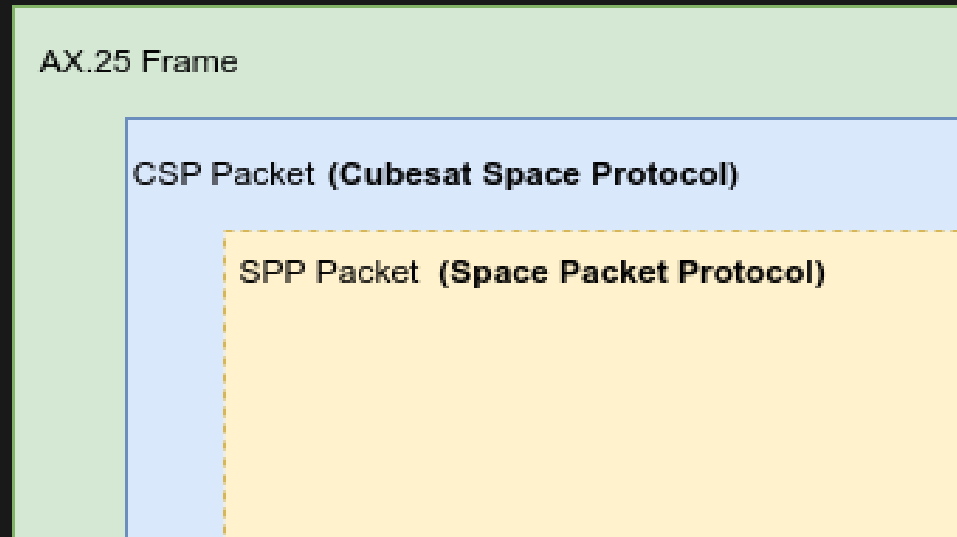 AX.25 Frame
CSP Packet (Cubesat Space Protocol)
SPP Packet (Space Packet Protocol)